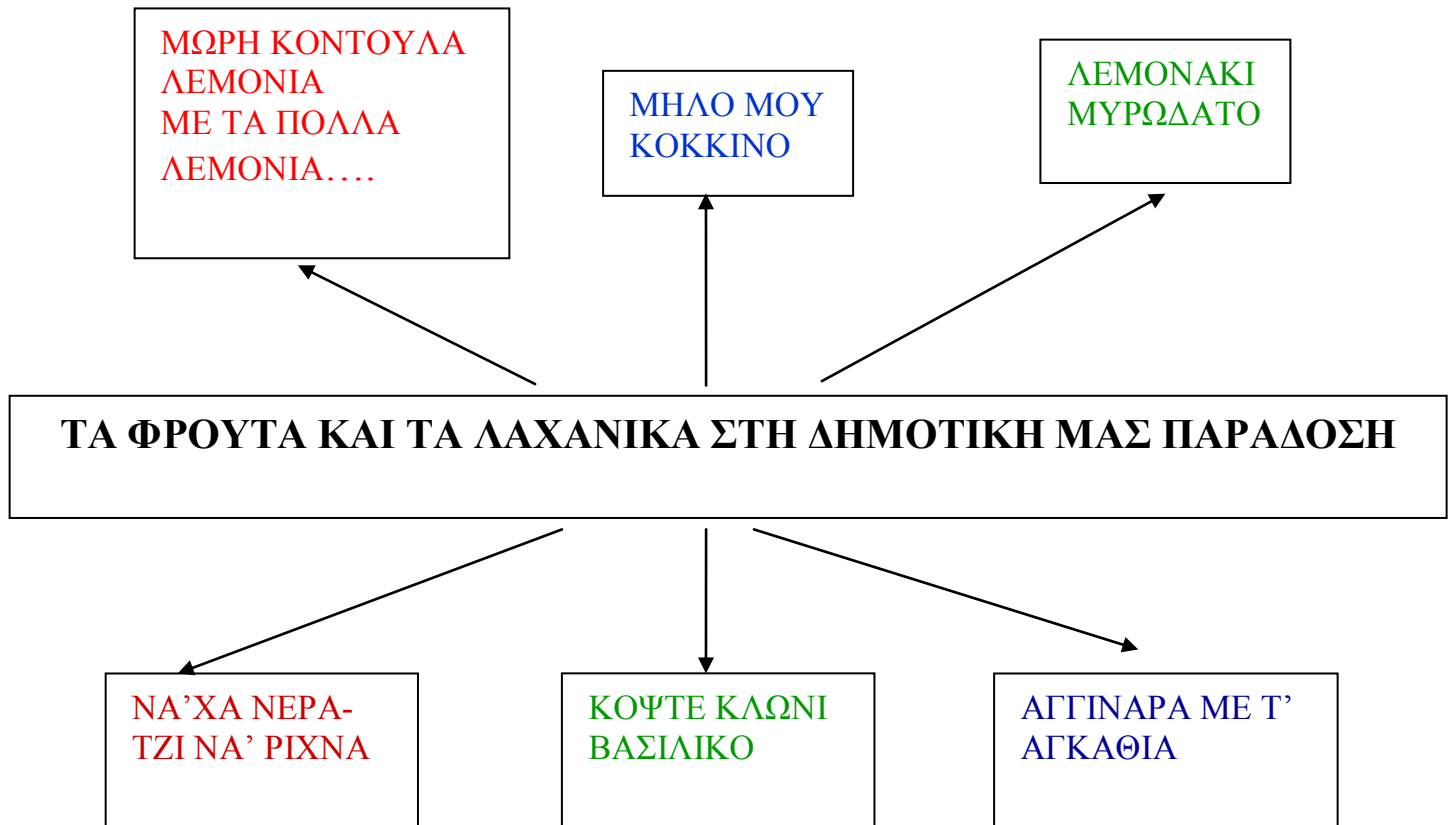 ΜΩΡΗ ΚΟΝΤΟΥΛΑ
ΛΕΜΟΝΙΑ
ΜΕ ΤΑ ΠΟΛΛΑ
ΛΕΜΟΝΙΑ….
ΜΗΛΟ ΜΟΥ
ΚΟΚΚΙΝΟ
ΛΕΜΟΝΑΚΙ
ΜΥΡΩΔΑΤΟ
ΤΑ ΦΡΟΥΤΑ ΚΑΙ ΤΑ ΛΑΧΑΝΙΚΑ ΣΤΗ ΔΗΜΟΤΙΚΗ ΜΑΣ ΠΑΡΑΔΟΣΗ
ΝΑ’ΧΑ ΝΕΡΑ-
ΤΖΙ ΝΑ’ ΡΙΧΝΑ
ΚΟΨΤΕ ΚΛΩΝΙ
ΒΑΣΙΛΙΚΟ
ΑΓΓΙΝΑΡΑ ΜΕ Τ’
ΑΓΚΑΘΙΑ